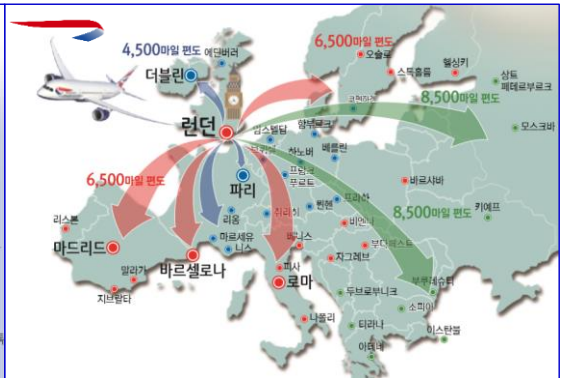 4,500마일 편도
에든버러
더블린
6,500마일 편도
오슬로
헬싱키
스톡홀름
상트
페테르부르크
8,500마일 편도
코펜하겐
모스크바
런던
암스텔담
함부르크
하노버
베를린
프랑크
푸르트
파리
바르샤바
6,500마일 편도
키예프
8,500마일 편도
리스본
리옹
취리히
뮌헨
프라하
비엔나
마드리드
마르세유
니스
베니스
부다페스트
자그레브
바르셀로나
말라가
지브랄타
피사
로마
부쿠레슈티
두브로부니크
소피아
나폴리
티라나
이스탄불
아테네